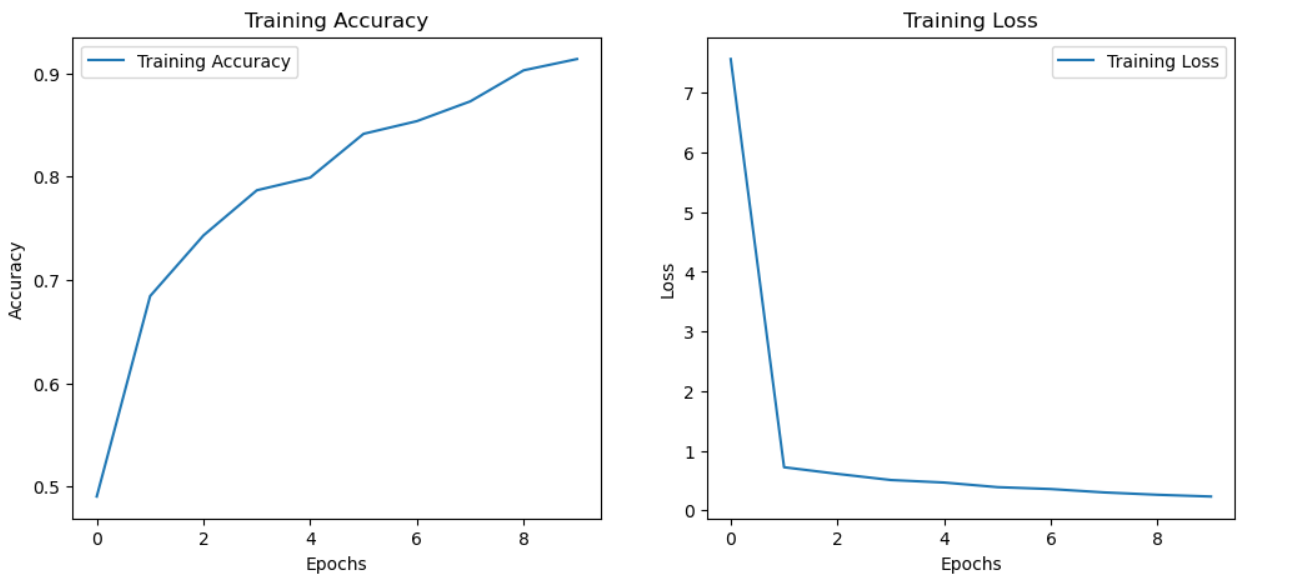 Training Accuracy
Training Accuracy
0.9
0.8
0.7
0.6
0.5
Accuracy
0 2 4 6 8
Epochs
Training Loss
Training Loss
7
6
5
4
3
2
1
0
Loss
0 2 4 6 8
Epochs